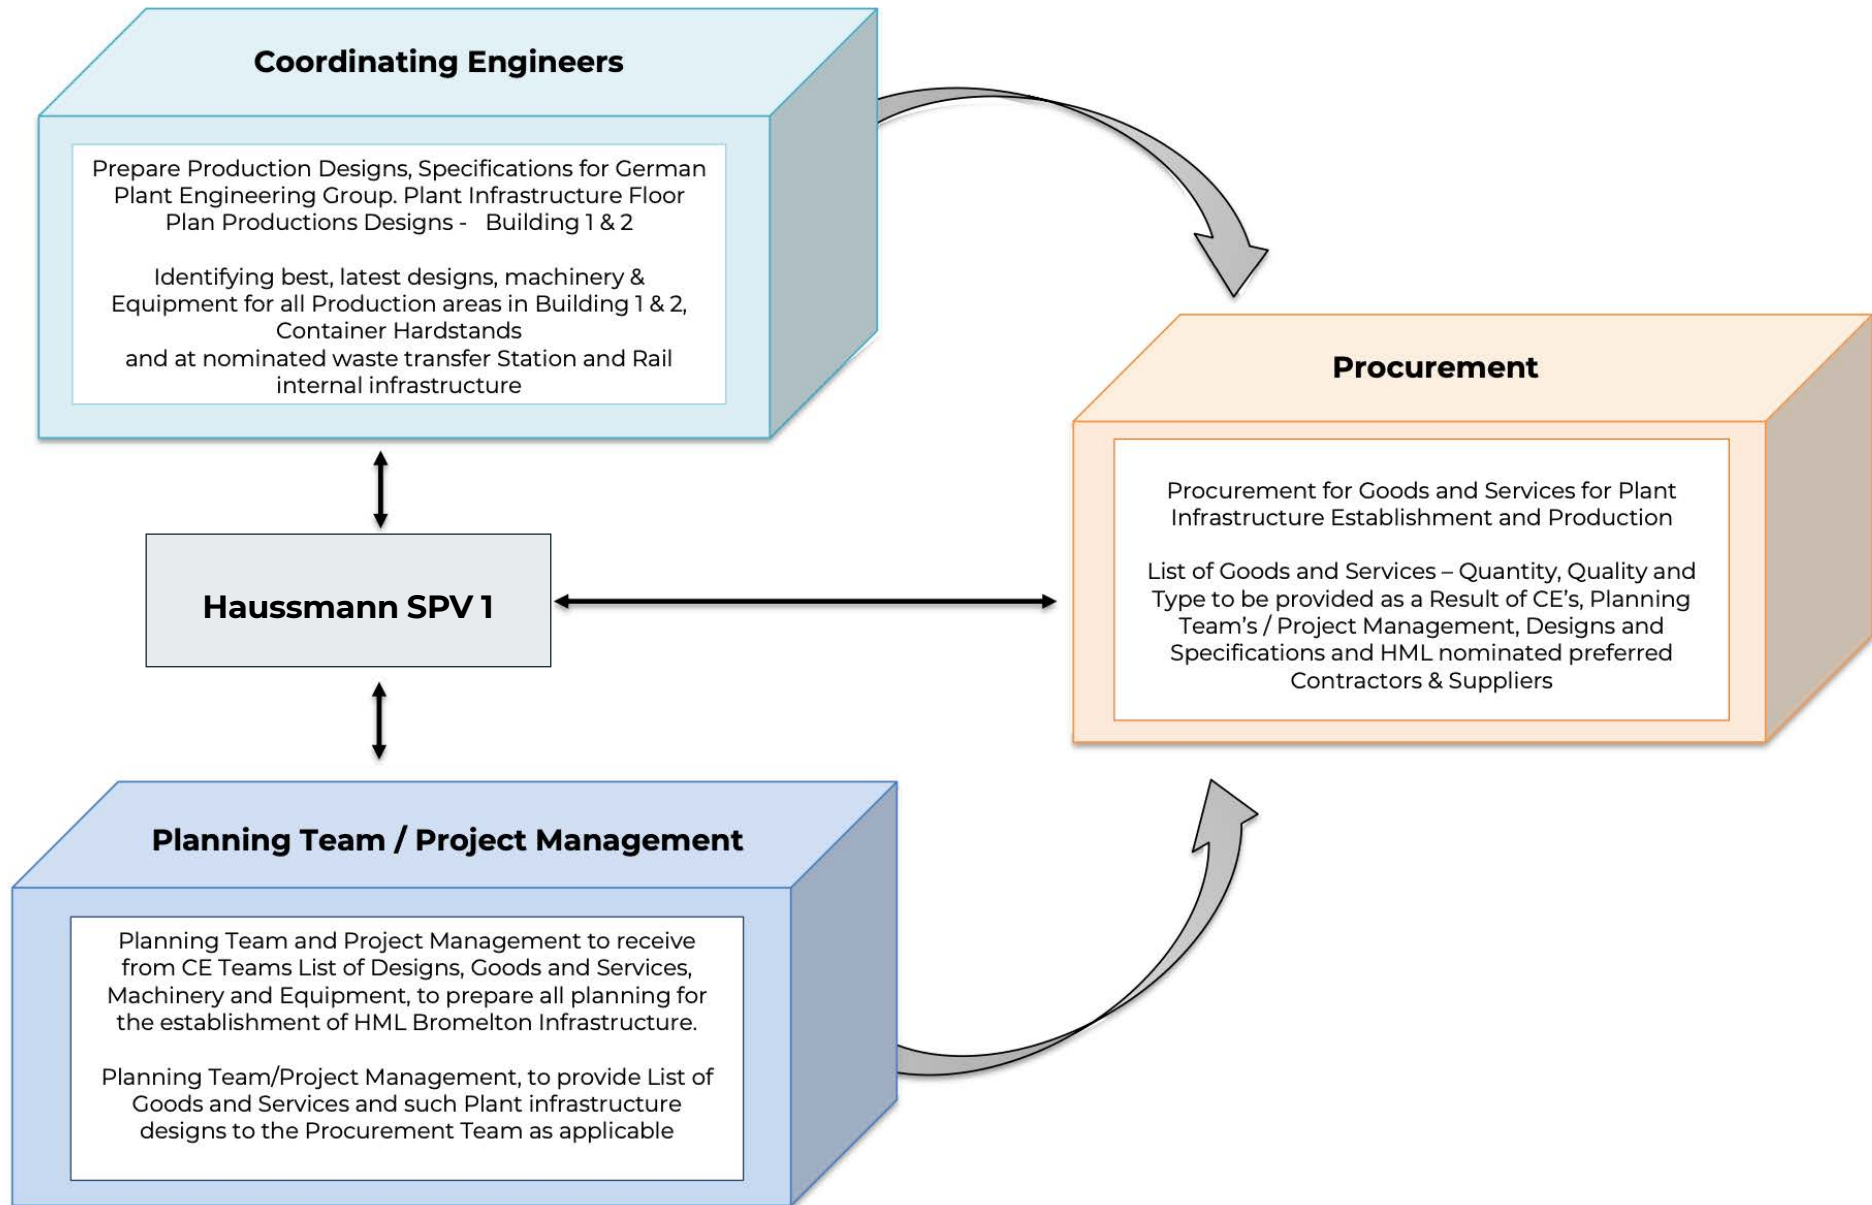 Coordinating Engineers
Prepare Production Designs, Specifications for German
Plant Engineering Group. Plant Infrastructure Floor
Plan Productions Designs - Building 1 & 2
Identifying best, latest designs, machinery &
Equipment for all Production areas in Building 1 & 2,
Container Hardstands
and at nominated waste transfer Station and Rail
internal infrastructure
Haussmann SPV 1
Procurement
Procurement for Goods and Services for Plant
Infrastructure Establishment and Production
List of Goods and Services – Quantity, Quality and
Type to be provided as a Result of CE’s, Planning
Team’s / Project Management, Designs and
Specifications and HML nominated preferred
Contractors & Suppliers
Planning Team / Project Management
Planning Team and Project Management to receive
from CE Teams List of Designs, Goods and Services,
Machinery and Equipment, to prepare all planning for
the establishment of HML Bromelton Infrastructure.
Planning Team/Project Management, to provide List of
Goods and Services and such Plant infrastructure
designs to the Procurement Team as applicable